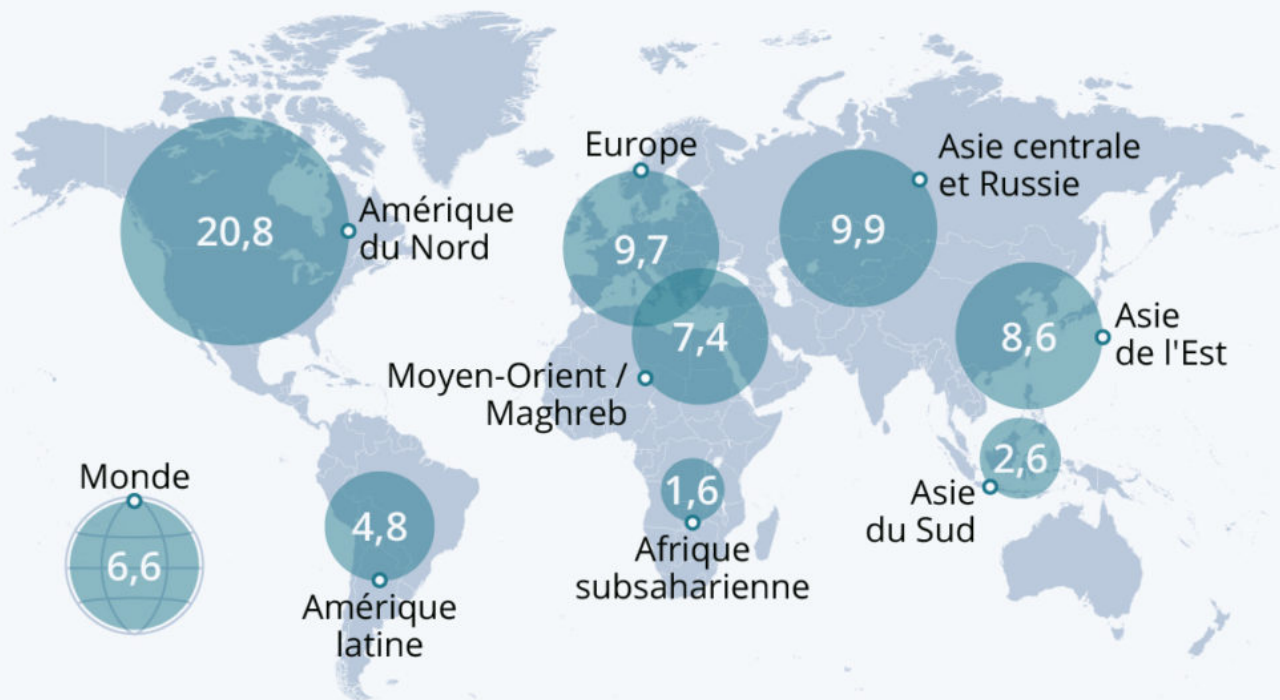 Europe
9,7
Asie centrale
et Russie
9,9
20,8
Amérique
du Nord
7,4
Moyen-Orient /
Maghreb
8,6
Asie
de l'Est
2,6
Asie
du Sud
1,6
Afrique
subsaharienne
4,8
Amérique
latine
Monde
6,6